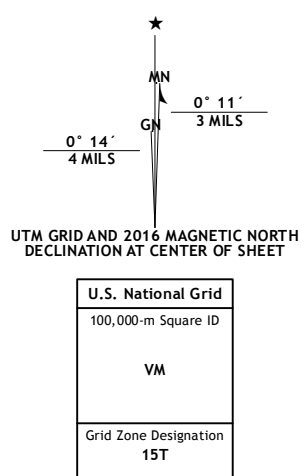 ★
MN
0° 11´
3 MILS
GN
0° 14´
4 MILS
UTM GRID AND 2016 MAGNETIC NORTH
DECLINATION AT CENTER OF SHEET
U.S. National Grid
100,000-m Square ID
VM
Grid Zone Designation
15T